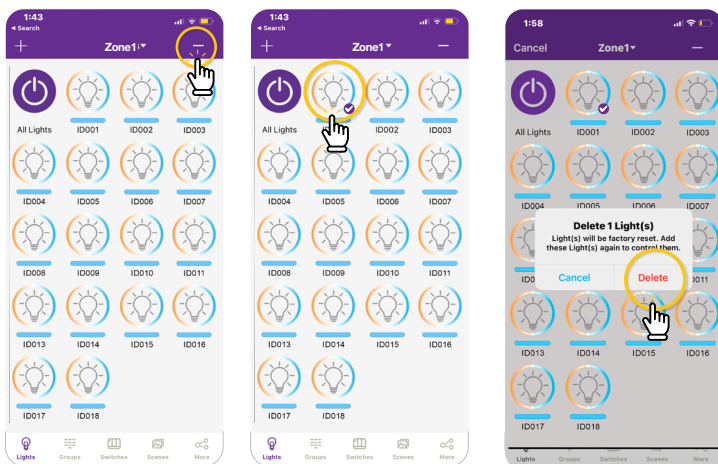 1:43
◀ Search
+ Zone1 ▾ —
All Lights ID001 ID002 ID003
ID004 ID005 ID006 ID007
ID008 ID009 ID010 ID011
ID013 ID014 ID015 ID016
ID017 ID018
Lights Groups Switches Scenes More
1:43
◀ Search
+ Zone1 ▾ —
All Lights ID002 ID003
ID004 ID005 ID006 ID007
ID008 ID009 ID010 ID011
ID013 ID014 ID015 ID016
ID017 ID018
Lights Groups Switches Scenes More
1:58
Cancel Zone1 ▾ —
All Lights ID001 ID002 ID003
ID004 ID005 ID006 ID007
Delete 1 Light(s)
Light(s) will be factory reset. Add
these Light(s) again to control them.
Cancel Delete
ID013 ID014 ID015 ID016
ID017 ID018
Lights Groups Switches Scenes More